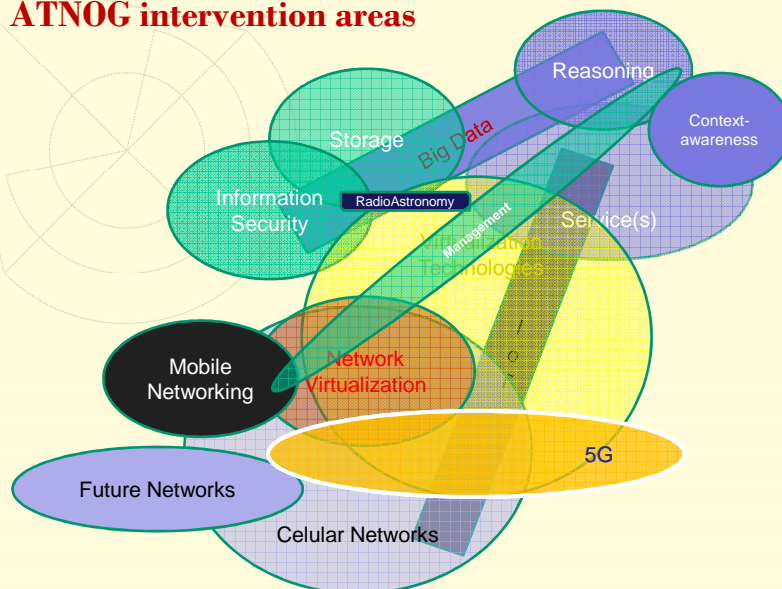 ATNOG intervention areas
Reasoning
Context-
awareness
Storage
Big Data
Information
Security
RadioAstronomy
Management
Service(s)
Virtualization
Technologies
Mobile
Networking
Network
Virtualization
5G
Future Networks
Celular Networks